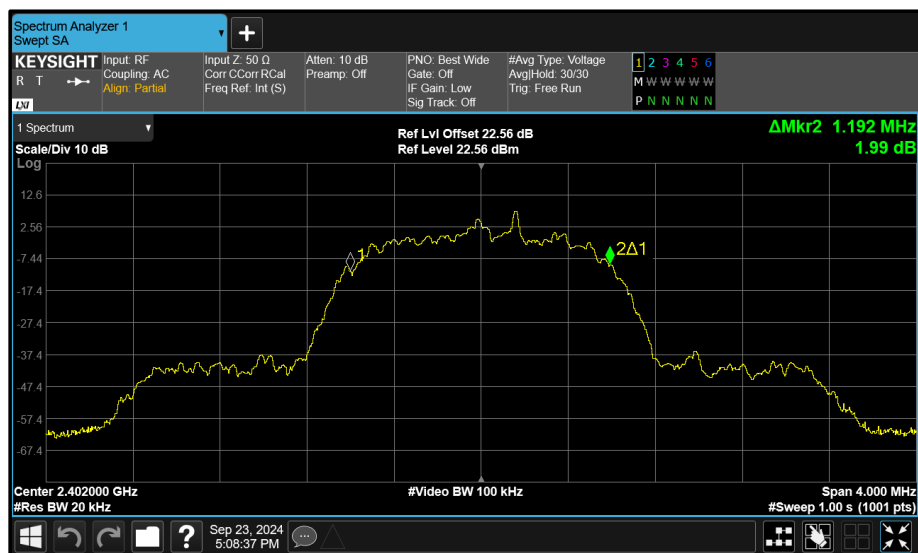 Spectrum Analyzer 1
Swept SA
+
KEYSIGHT
R T
LXI
Input: RF
Coupling: AC
Align: Partial
Input Z: 50 Ω
Corr CCorr RCal
Freq Ref: Int (S)
Atten: 10 dB
Preamp: Off
PNO: Best Wide
Gate: Off
IF Gain: Low
Sig Track: Off
#Avg Type: Voltage
Avg|Hold: 30/30
Trig: Free Run
1 2 3 4 5 6
M W W W W W
P N N N N N
1 Spectrum
Scale/Div 10 dB
Ref Lvl Offset 22.56 dB
Ref Level 22.56 dBm
ΔMkr2 1.192 MHz
1.99 dB
Log
12.6
2.56
-7.44
-17.4
-27.4
-37.4
-47.4
-57.4
-67.4
1
2Δ1
Center 2.402000 GHz
#Res BW 20 kHz
#Video BW 100 kHz
Span 4.000 MHz
#Sweep 1.00 s (1001 pts)
?
Sep 23, 2024
5:08:37 PM